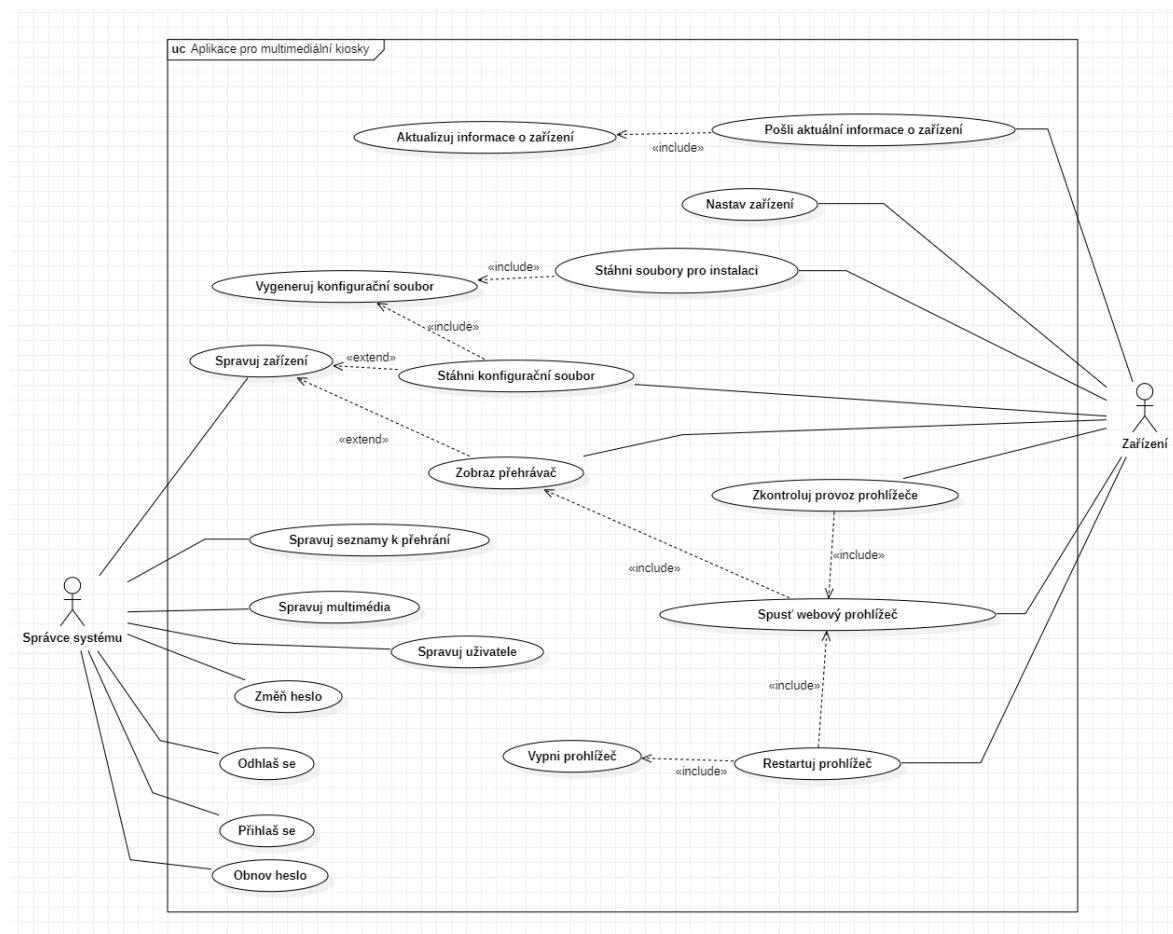 uc Aplikace pro multimediální kiosky
Aktualizuj informace o zařízení
«include»
Pošli aktuální informace o zařízení
Nastav zařízení
Vygeneruj konfigurační soubor
«include»
Stáhni soubory pro instalaci
«include»
Spravuj zařízení
«extend»
Stáhni konfigurační soubor
Zařízení
«extend»
Zobraz přehrávač
Zkontroluj provoz prohlížeče
Spravuj seznamy k přehrání
«include»
«include»
Spravuj multimédia
Spusť webový prohlížeč
Správce systému
Spravuj uživatele
«include»
Změň heslo
Odhlaš se
Vypni prohlížeč
«include»
Restartuj prohlížeč
Přihlaš se
Obnov heslo